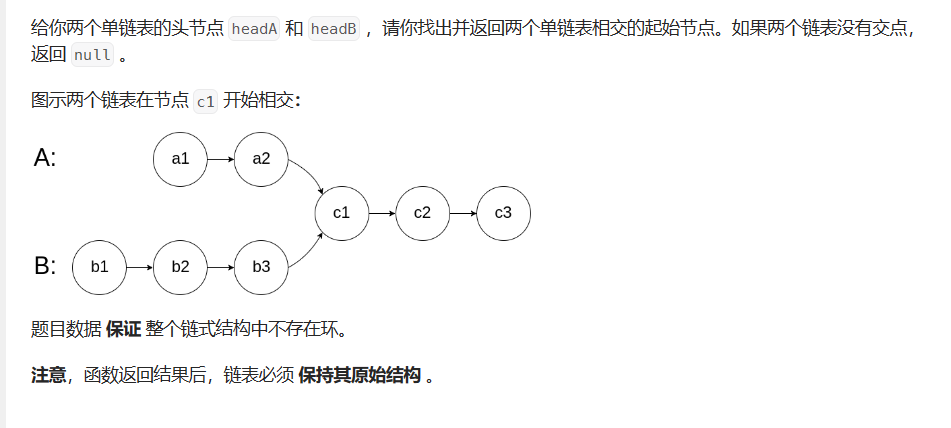 给你两个单链表的头节点 headA 和 headB ，请你找出并返回两个单链表相交的起始节点。如果两个链表没有交点，
返回 null 。
图示两个链表在节点 c1 开始相交：
A:
a1
a2
c1
c2
c3
B:
b1
b2
b3
题目数据 保证 整个链式结构中不存在环。
注意，函数返回结果后，链表必须 保持其原始结构 。